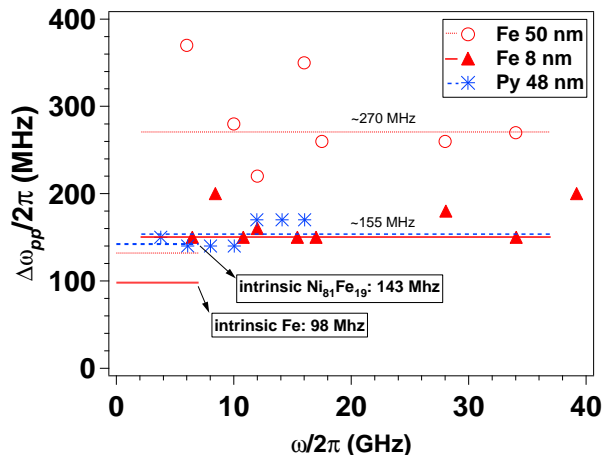 400
300
200
100
0
Δω_pp/2π (MHz)
Fe 50 nm
Fe 8 nm
Py 48 nm
~270 MHz
~155 MHz
intrinsic Ni₈₁Fe₁₉: 143 Mhz
intrinsic Fe: 98 Mhz
0 10 20 30 40
ω/2π (GHz)